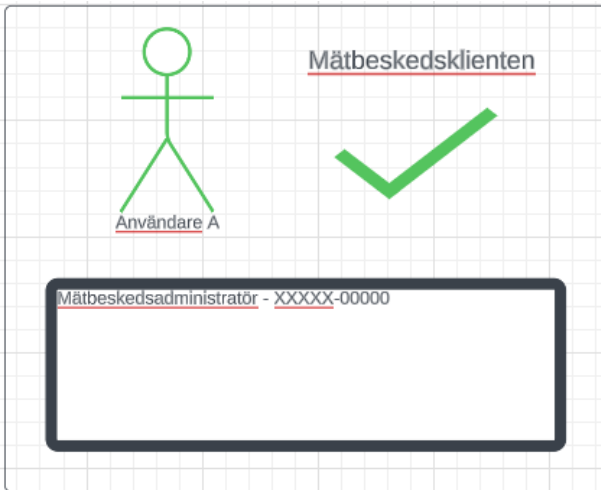 Mätbeskedsklienten
Användare A
Mätbeskedsadministratör - XXXXX-00000